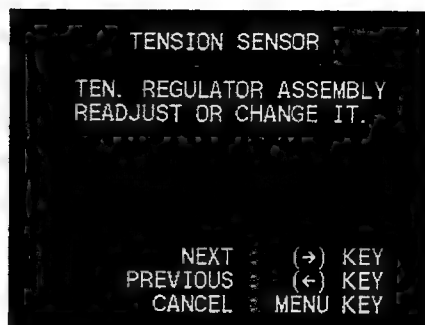 TENSION SENSOR
TEN. REGULATOR ASSEMBLY
READJUST OR CHANGE IT.
NEXT : (→) KEY
PREVIOUS : (←) KEY
CANCEL : MENU KEY